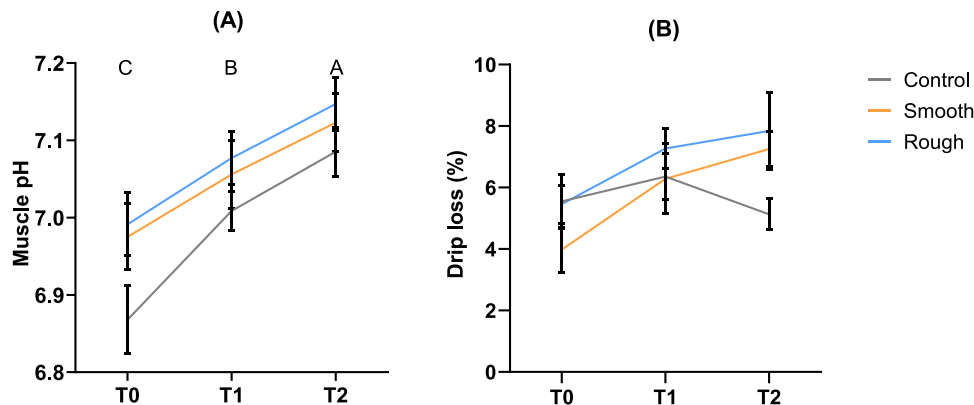 (A)
Muscle pH
7.2
7.1
7.0
6.9
6.8
C B A
T0 T1 T2
(B)
Drip loss (%)
10
8
6
4
2
0
T0 T1 T2
Control
Smooth
Rough